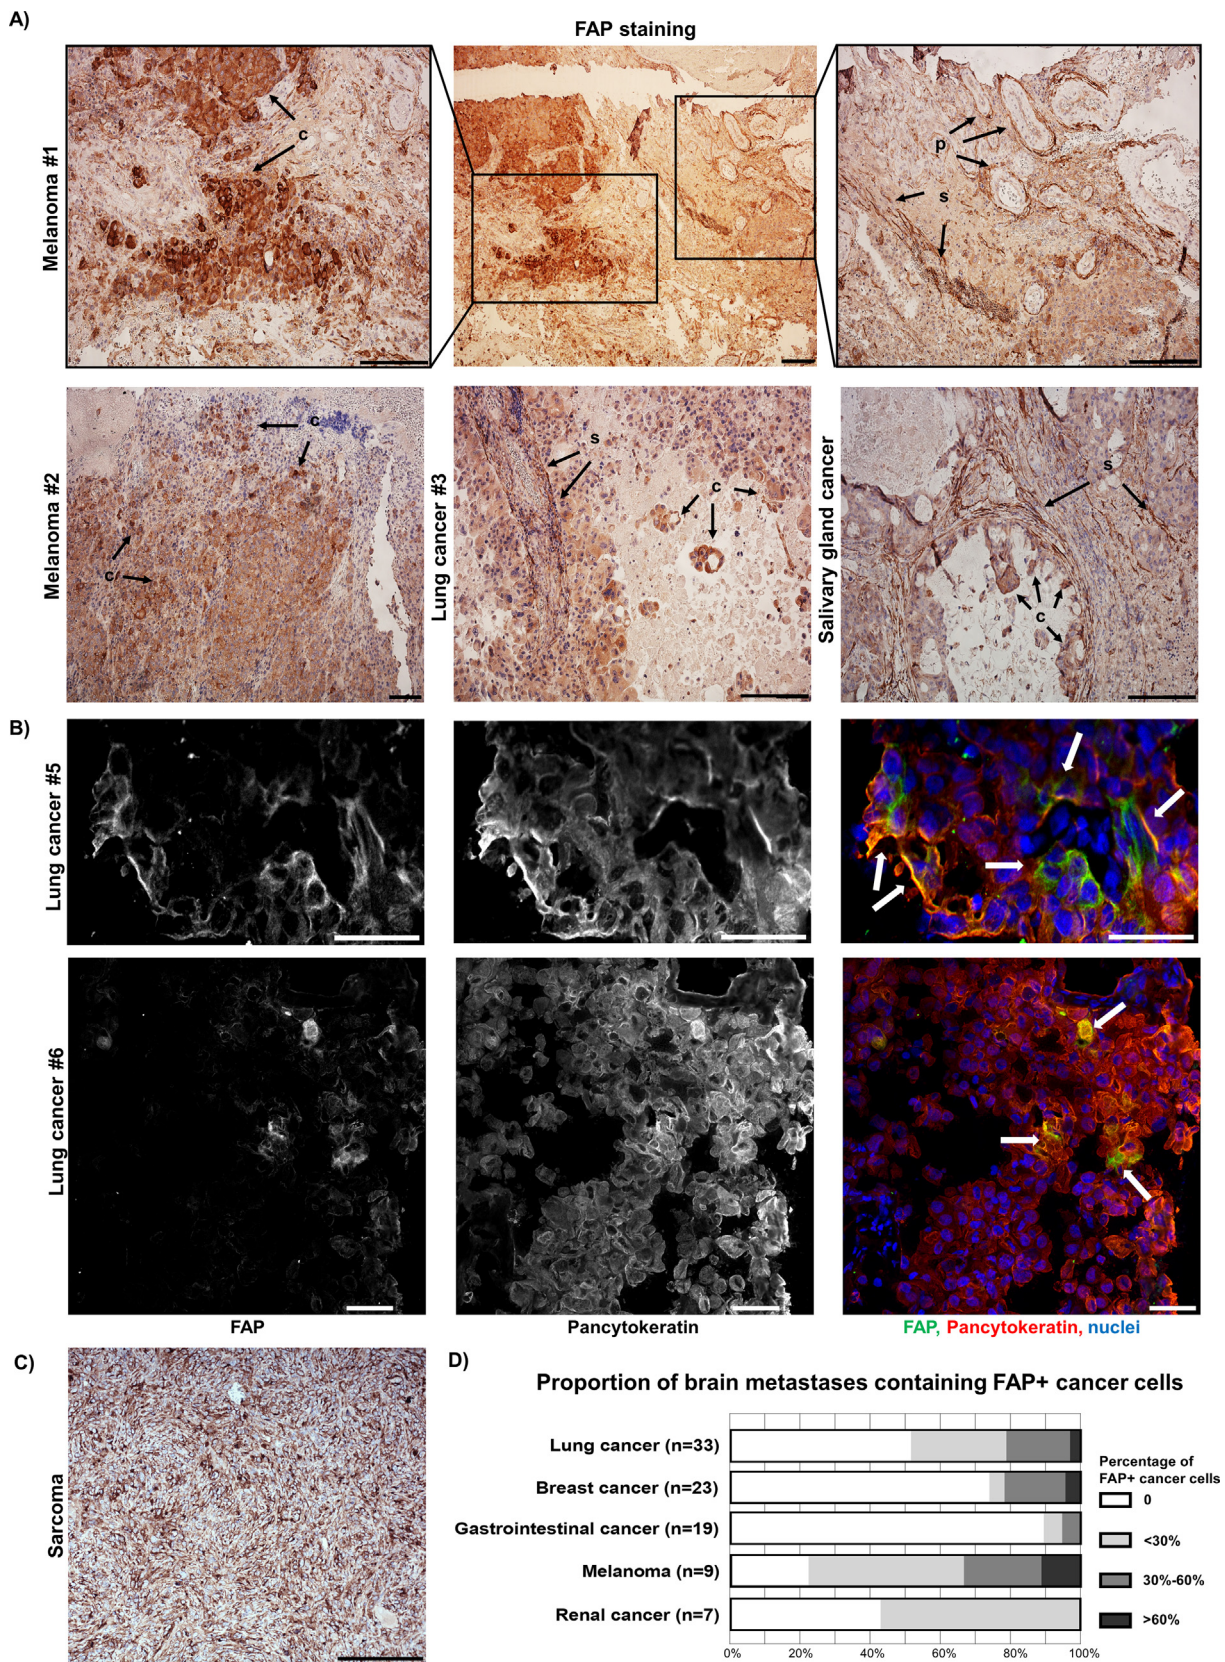 A)
FAP staining
Melanoma #1
c
p
s
Melanoma #2
c
c
Lung cancer #3
s
c
Salivary gland cancer
s
c
B)
Lung cancer #5
Lung cancer #6
FAP
Pancytokeratin
FAP, Pancytokeratin, nuclei
C)
Sarcoma
D)
Proportion of brain metastases containing FAP+ cancer cells
Lung cancer (n=33)
Breast cancer (n=23)
Gastrointestinal cancer (n=19)
Melanoma (n=9)
Renal cancer (n=7)
0% 20% 40% 60% 80% 100%
Percentage of
FAP+ cancer cells
0
<30%
30%-60%
>60%